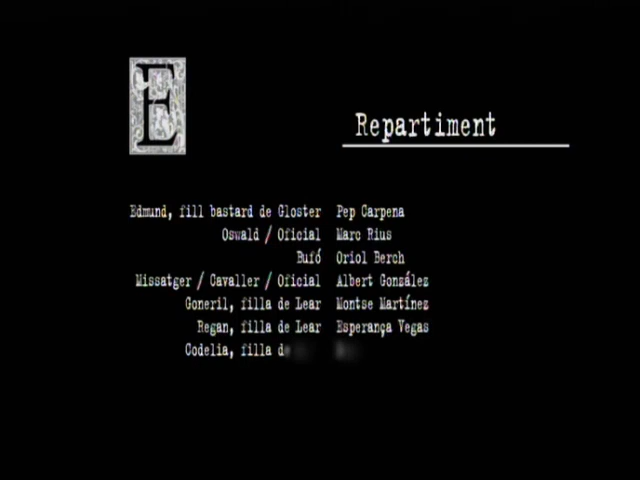 E
Repartiment
Edmund, fill bastard de Gloster Pep Carpena
Oswald / Oficial Marc Rius
Bufó Oriol Berch
Missatger / Cavaller / Oficial Albert González
Goneril, filla de Lear Montse Martínez
Regan, filla de Lear Esperança Vegas
Codelia, filla de